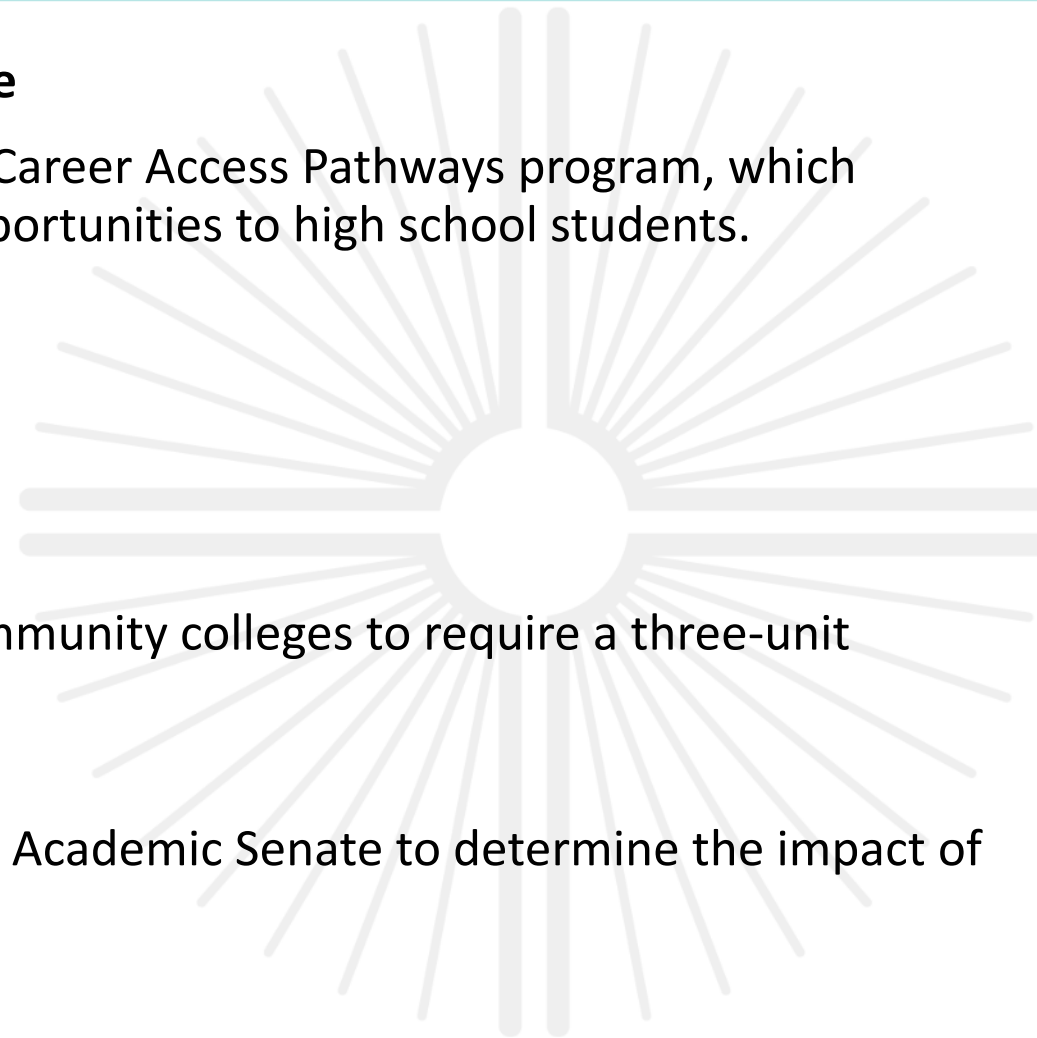 e
Career Access Pathways program, which
portunities to high school students.
mmunity colleges to require a three-unit
Academic Senate to determine the impact of